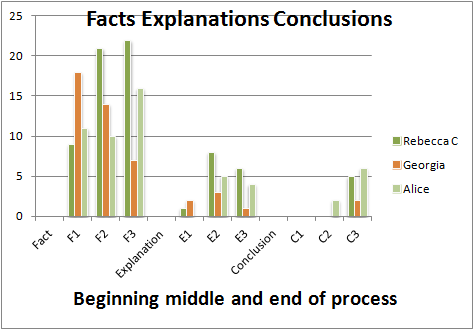 Facts Explanations Conclusions
25
20
15
10
5
0
Fact
F1
F2
F3
Explanation
E1
E2
E3
Conclusion
C1
C2
C3
Rebecca C
Georgia
Alice
Beginning middle and end of process